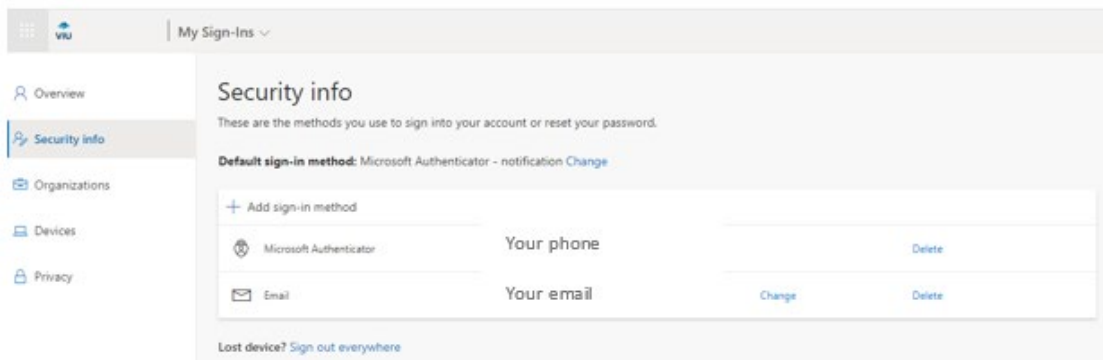 VIU
My Sign-Ins
Overview
Security info
Organizations
Devices
Privacy
Security info
These are the methods you use to sign into your account or reset your password.
Default sign-in method: Microsoft Authenticator - notification Change
Add sign-in method
Microsoft Authenticator Your phone Delete
Email Your email Change Delete
Lost device? Sign out everywhere